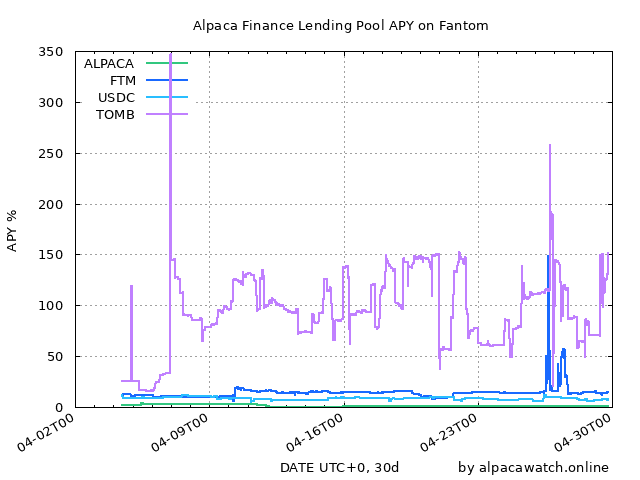 Alpaca Finance Lending Pool APY on Fantom
350
300
250
200
150
100
50
0
APY %
ALPACA
FTM
USDC
TOMB
04-02T00
04-09T00
04-16T00
04-23T00
04-30T00
DATE UTC+0, 30d
by alpacawatch.online